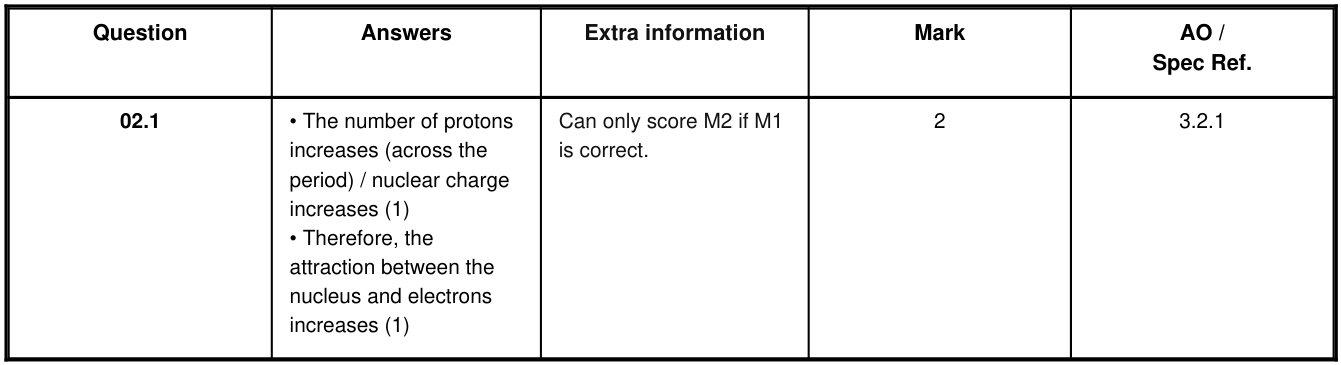 Question Answers Extra information Mark AO /
Spec Ref.
02.1
• The number of protons
increases (across the
period) / nuclear charge
increases (1)
• Therefore, the
attraction between the
nucleus and electrons
increases (1)
Can only score M2 if M1
is correct.
2
3.2.1